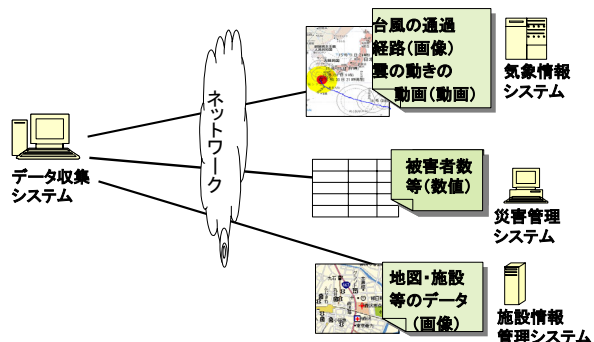 台風の通過
経路(画像)
雲の動きの
動画(動画)
気象情報
システム
ネットワーク
データ収集
システム
被害者数
等(数値)
災害管理
システム
地図・施設
等のデータ
(画像)
施設情報
管理システム